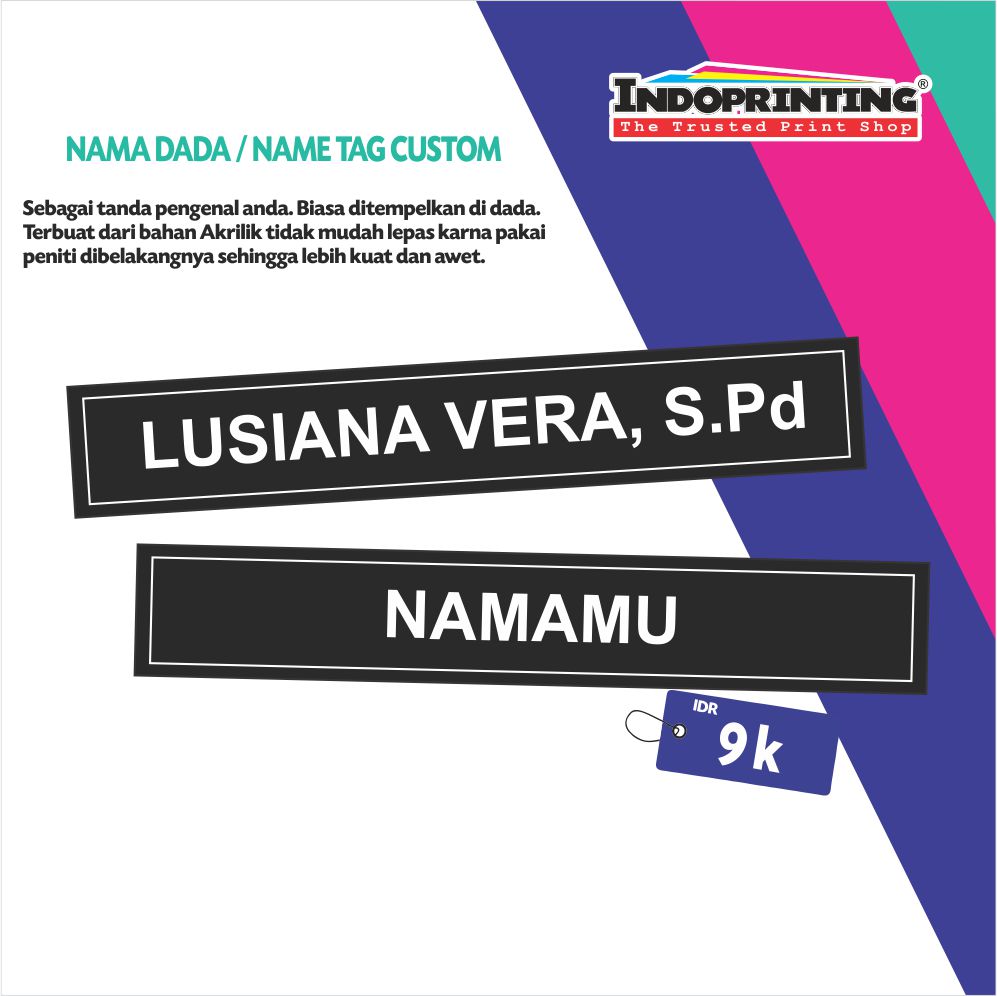 INDOPRINTING®
The Trusted Print Shop
NAMA DADA / NAME TAG CUSTOM
Sebagai tanda pengenal anda. Biasa ditempelkan di dada.
Terbuat dari bahan Akrilik tidak mudah lepas karna pakai
peniti dibelakangnya sehingga lebih kuat dan awet.
LUSIANA VERA, S.Pd
NAMAMU
IDR
9k